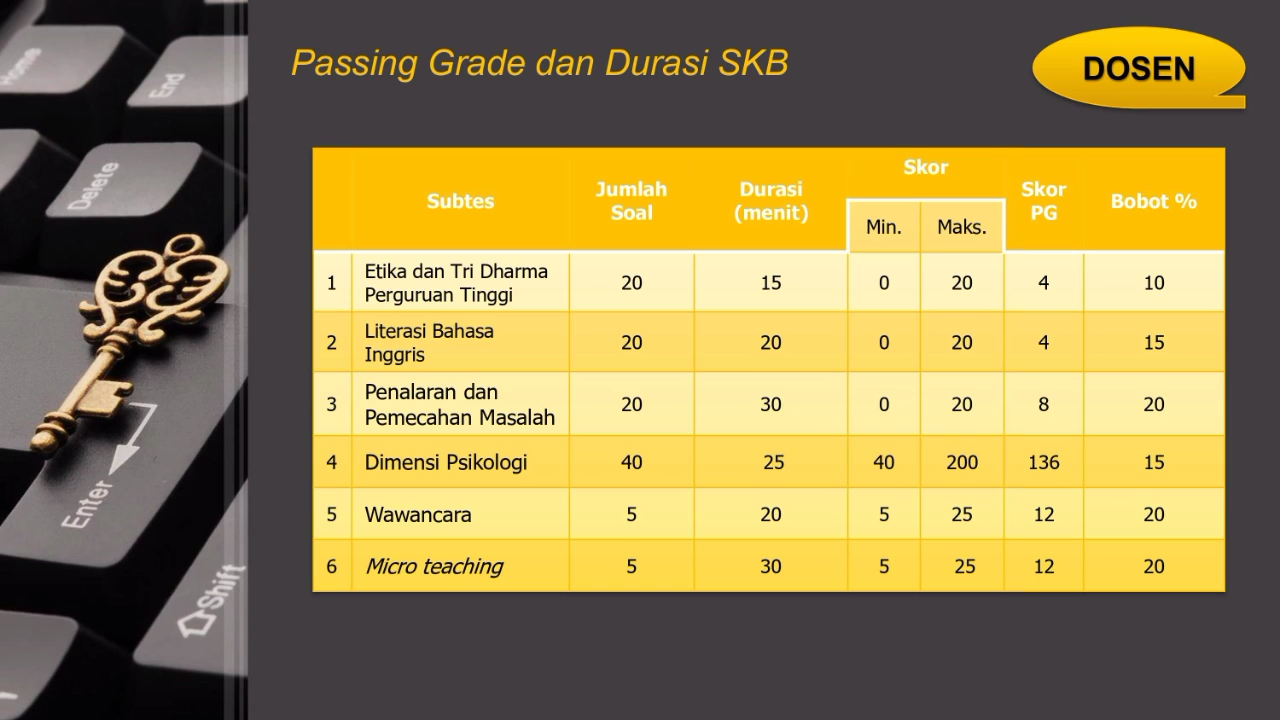 Passing Grade dan Durasi SKB
DOSEN
Subtes
Jumlah
Soal
Durasi
(menit)
Skor
Min.
Maks.
Skor
PG
Bobot %
1 Etika dan Tri Dharma
Perguruan Tinggi 20 15 0 20 4 10
2 Literasi Bahasa
Inggris 20 20 0 20 4 15
3 Penalaran dan
Pemecahan Masalah 20 30 0 20 8 20
4 Dimensi Psikologi 40 25 40 200 136 15
5 Wawancara 5 20 5 25 12 20
6 Micro teaching 5 30 5 25 12 20
Home
End
Delete
Enter
Shift